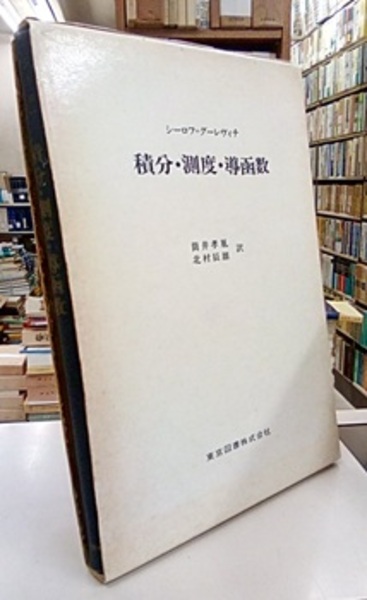 シーロフ・グーレヴィチ
積分・測度・導函数
筒井孝胤
北村辰雄 訳
東京図書株式会社